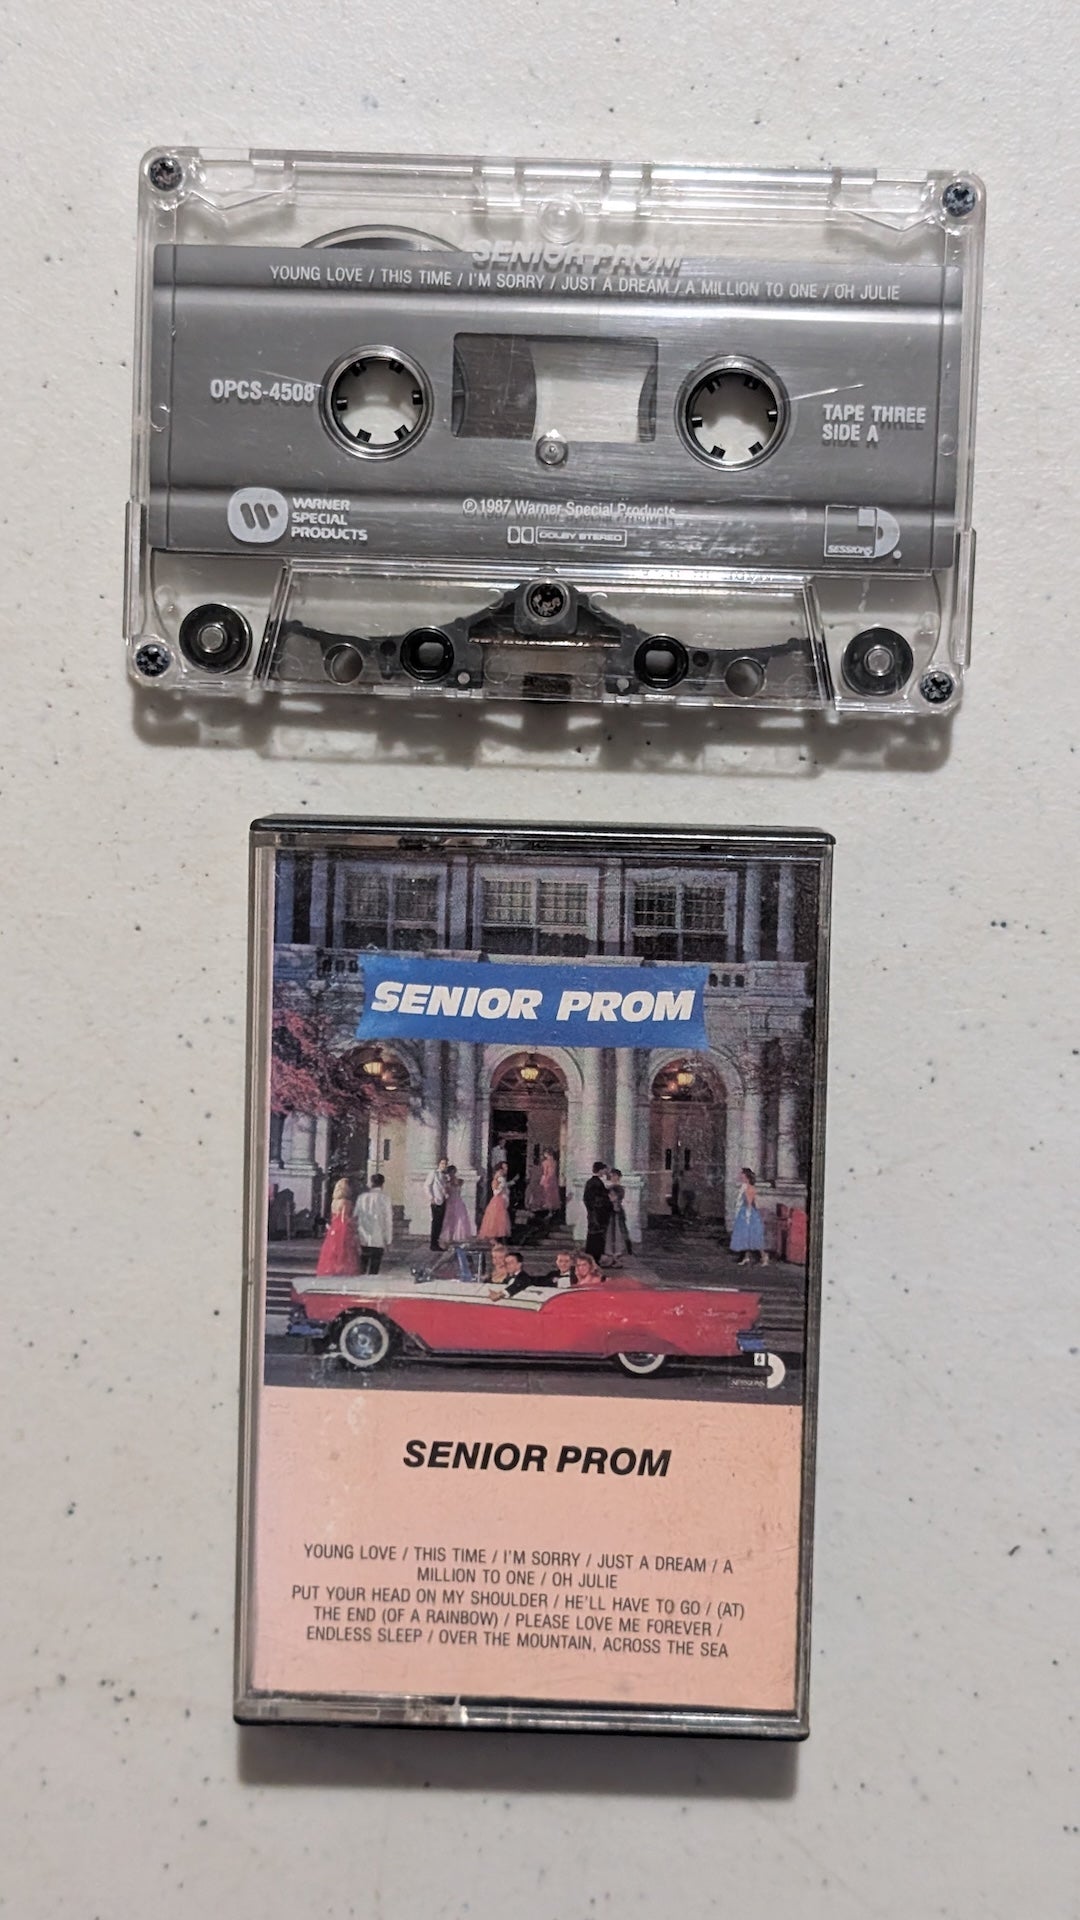 SENIOR PROM
YOUNG LOVE / THIS TIME / I'M SORRY / JUST A DREAM / A MILLION TO ONE / OH JULIE
OPCS-4508
TAPE THREE
SIDE A
WARNER
SPECIAL
PRODUCTS
℗ 1987 Warner Special Products
DOLBY STEREO
SESSIONS
SENIOR PROM
SESSIONS
SENIOR PROM
YOUNG LOVE / THIS TIME / I'M SORRY / JUST A DREAM / A
MILLION TO ONE / OH JULIE
PUT YOUR HEAD ON MY SHOULDER / HE'LL HAVE TO GO / (AT)
THE END (OF A RAINBOW) / PLEASE LOVE ME FOREVER /
ENDLESS SLEEP / OVER THE MOUNTAIN, ACROSS THE SEA